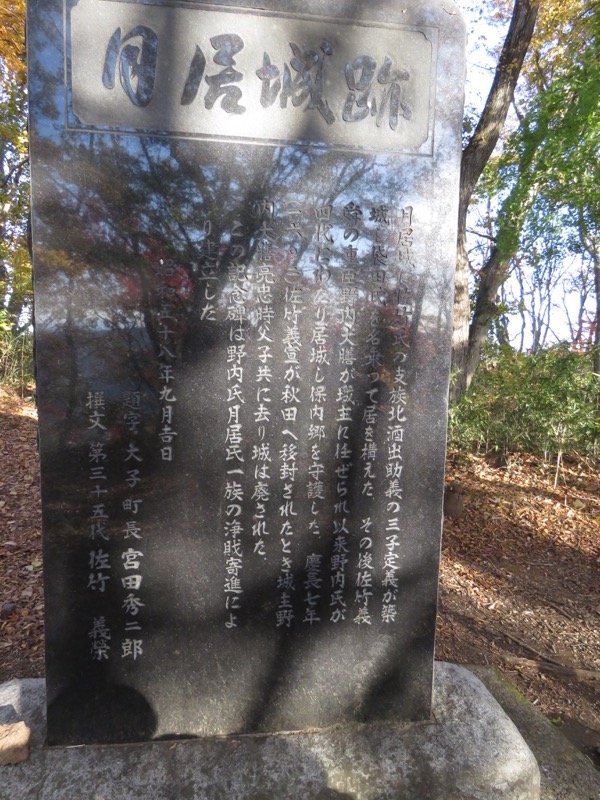 月居城跡
月居城は佐竹氏の支族北酒出助義の三子定義が築
城し袋田氏を名乗って居を構えた その後佐竹義
の重臣野内大膳が城主に任ぜられ以来野内氏が
四代にわたり居城し保内郷を守護した 慶長七年
佐竹義宣が秋田へ移封されたとき城主野
内 忠時父子共に去り城は廃された
この記念碑は野内氏月居氏一族の浄財寄進によ
り建立した
昭和五十八年九月吉日
題字 大子町長 宮田秀二郎
撰文 第三十五代 佐竹 義榮